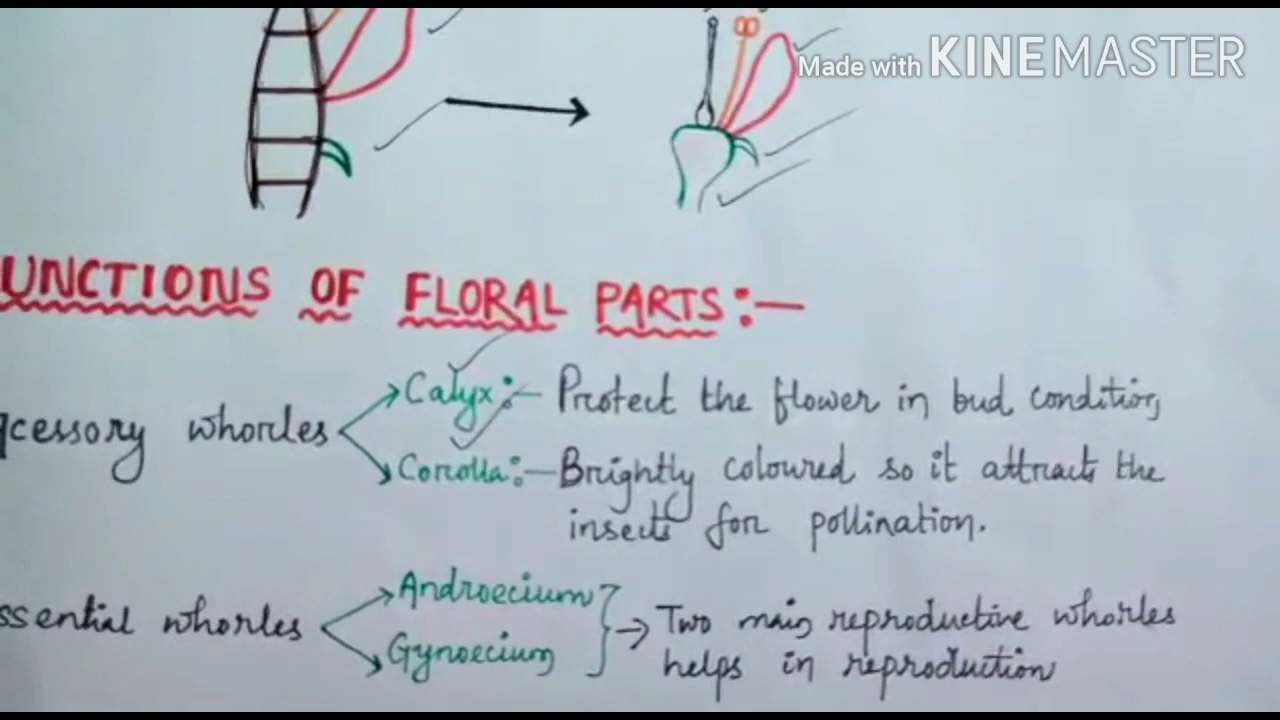 Made with KINEMASTER
UNCTIONS OF FLORAL PARTS:—
cessory whorles
Calyx:— Protect the flower in bud condition,
Corolla:— Brightly coloured so it attracts the
insects for pollination.
ssential whorles
Androecium
Gynoecium
Two main reproductive whorles
helps in reproduction